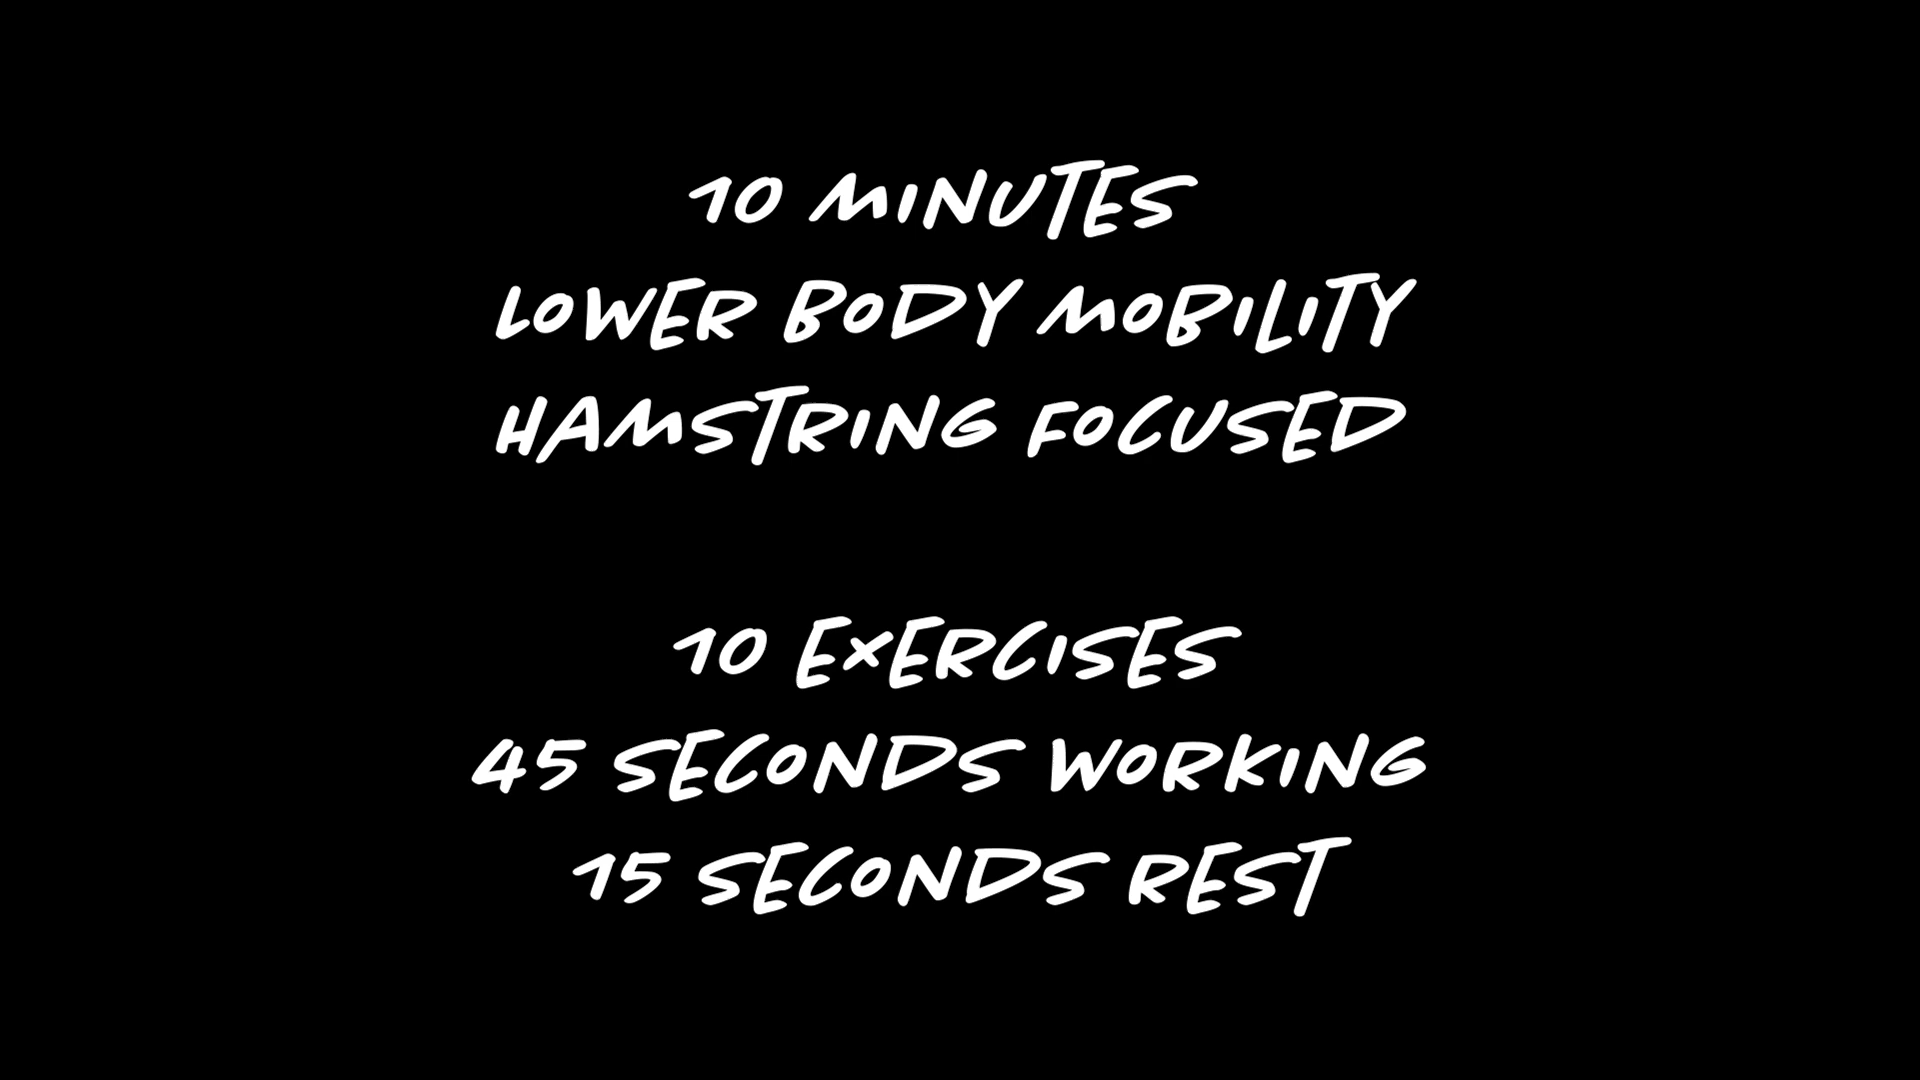 10 MINUTES
LOWER BODY MOBILITY
HAMSTRING FOCUSED
10 EXERCISES
45 SECONDS WORKING
15 SECONDS REST